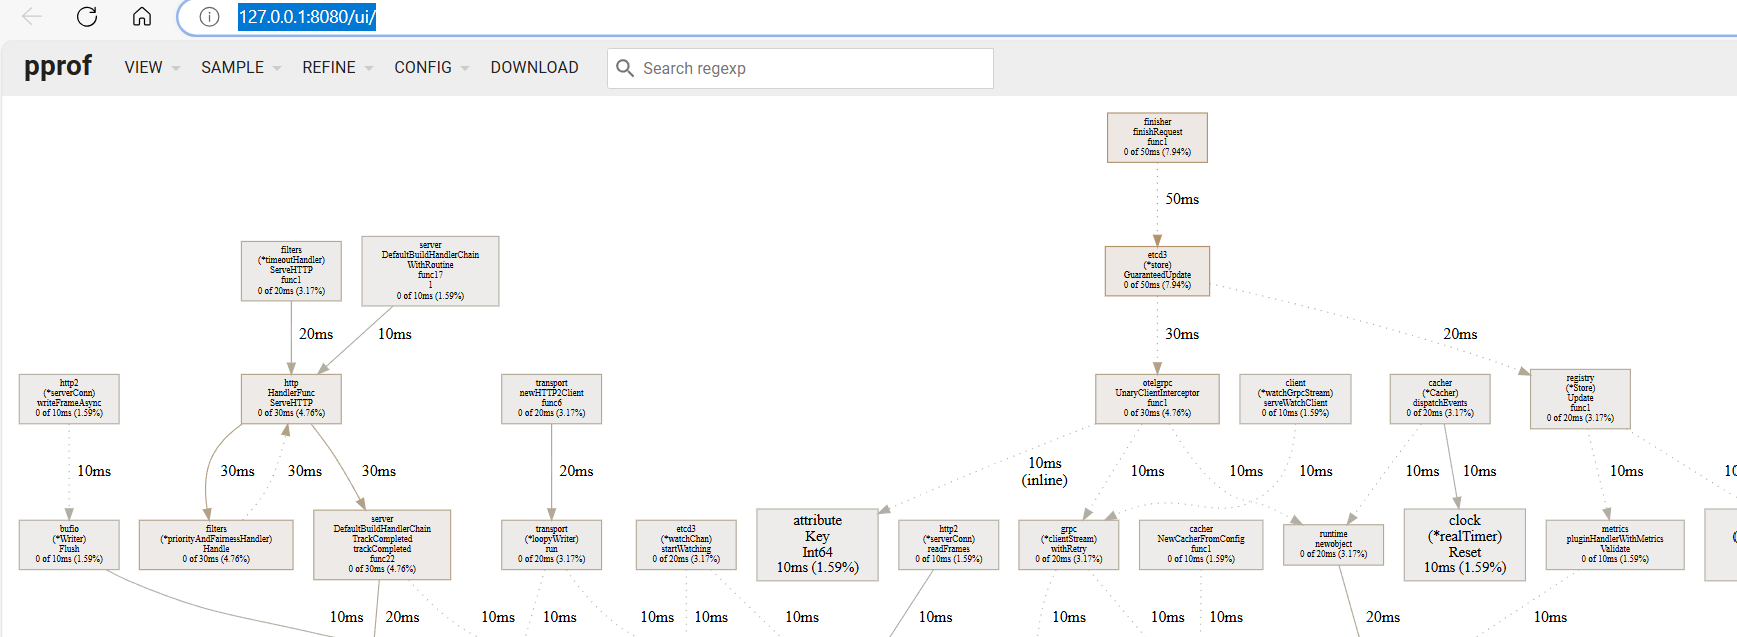 127.0.0.1:8080/ui/
pprof VIEW SAMPLE REFINE CONFIG DOWNLOAD Search regexp
finisher
finishRequest
func1
0 of 50ms (7.94%)
50ms
filters
(*timeoutHandler)
ServeHTTP
func1
0 of 20ms (3.17%)
server
DefaultBuildHandlerChain
WithRoutine
func17
1
0 of 10ms (1.59%)
etcd3
(*store)
GuaranteedUpdate
0 of 50ms (7.94%)
20ms
10ms
30ms
20ms
http2
(*serverConn)
writeFrameAsync
0 of 10ms (1.59%)
http
HandlerFunc
ServeHTTP
0 of 30ms (4.76%)
transport
newHTTP2Client
func6
0 of 20ms (3.17%)
otelgrpc
UnaryClientInterceptor
func1
0 of 30ms (4.76%)
client
(*watchGrpcStream)
serveWatchClient
0 of 10ms (1.59%)
cacher
(*Cacher)
dispatchEvents
0 of 20ms (3.17%)
registry
(*Store)
Update
func1
0 of 20ms (3.17%)
10ms
30ms
30ms
30ms
20ms
10ms
(inline)
10ms
10ms
10ms
10ms
10ms
10ms
bufio
(*Writer)
Flush
0 of 10ms (1.59%)
filters
(*priorityAndFairnessHandler)
Handle
0 of 30ms (4.76%)
server
DefaultBuildHandlerChain
TrackCompleted
trackCompleted
func22
0 of 30ms (4.76%)
transport
(*loopyWriter)
run
0 of 20ms (3.17%)
etcd3
(*watchChan)
startWatching
0 of 20ms (3.17%)
attribute
Key
Int64
10ms (1.59%)
http2
(*serverConn)
readFrames
0 of 10ms (1.59%)
grpc
(*clientStream)
withRetry
0 of 20ms (3.17%)
cacher
NewCacherFromConfig
func1
0 of 10ms (1.59%)
runtime
newobject
0 of 20ms (3.17%)
clock
(*realTimer)
Reset
10ms (1.59%)
metrics
pluginHandlerWithMetrics
Validate
0 of 10ms (1.59%)
10ms
20ms
10ms
10ms
10ms
10ms
10ms
10ms
10ms
10ms
10ms
20ms
10ms